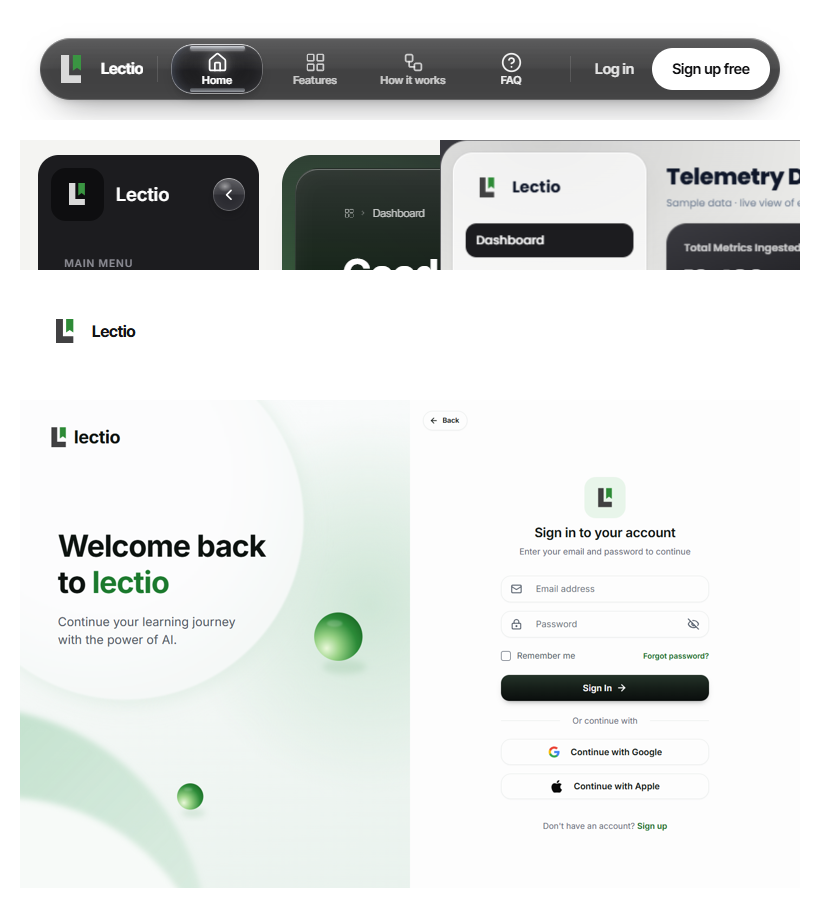 Lectio
Home
Features
How it works
FAQ
Log in
Sign up free
Lectio
MAIN MENU
Dashboard
Lectio
Dashboard
Telemetry D
Sample data · live view of e
Total Metrics Ingested
Lectio
lectio
Welcome back
to lectio
Continue your learning journey
with the power of AI.
Back
Sign in to your account
Enter your email and password to continue
Email address
Password
Remember me
Forgot password?
Sign In
Or continue with
Continue with Google
Continue with Apple
Don't have an account? Sign up